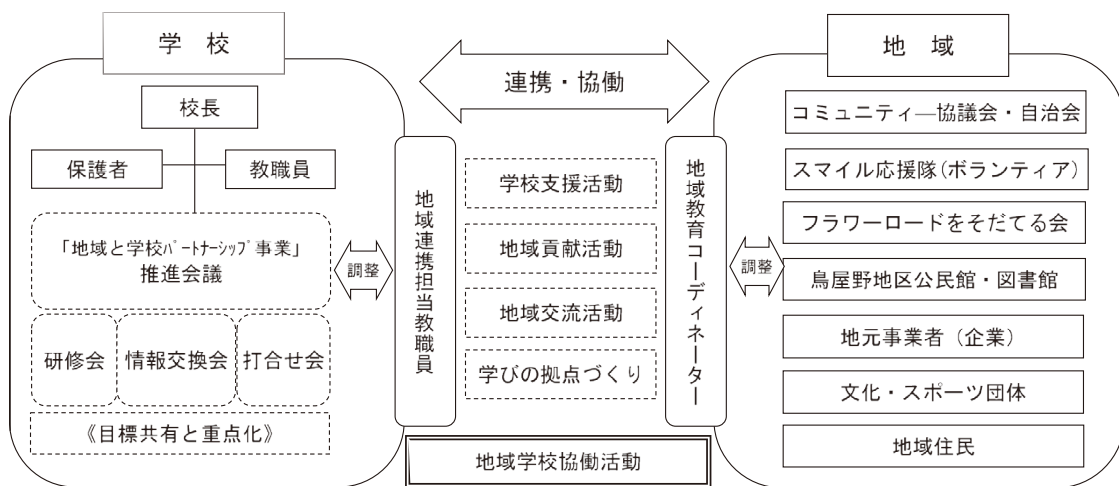 学 校
校長
保護者
教職員
「地域と学校ﾊﾟｰﾄﾅｰｼｯﾌﾟ事業」
推進会議
研修会
情報交換会
打合せ会
《目標共有と重点化》
調整
地域連携担当教職員
連携・協働
学校支援活動
地域貢献活動
地域交流活動
学びの拠点づくり
地域学校協働活動
地域教育コーディネーター
調整
地 域
コミュニティ―協議会・自治会
スマイル応援隊(ボランティア)
フラワーロードをそだてる会
鳥屋野地区公民館・図書館
地元事業者（企業）
文化・スポーツ団体
地域住民